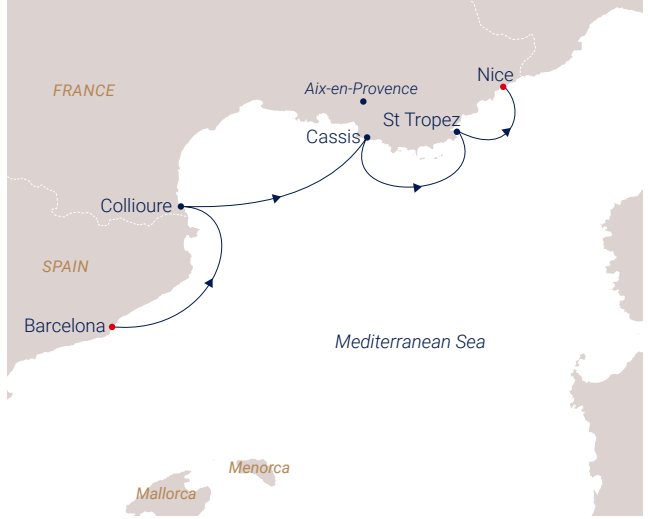 Nice
Aix-en-Provence
FRANCE
St Tropez
Cassis
Collioure
SPAIN
Barcelona
Mediterranean Sea
Menorca
Mallorca